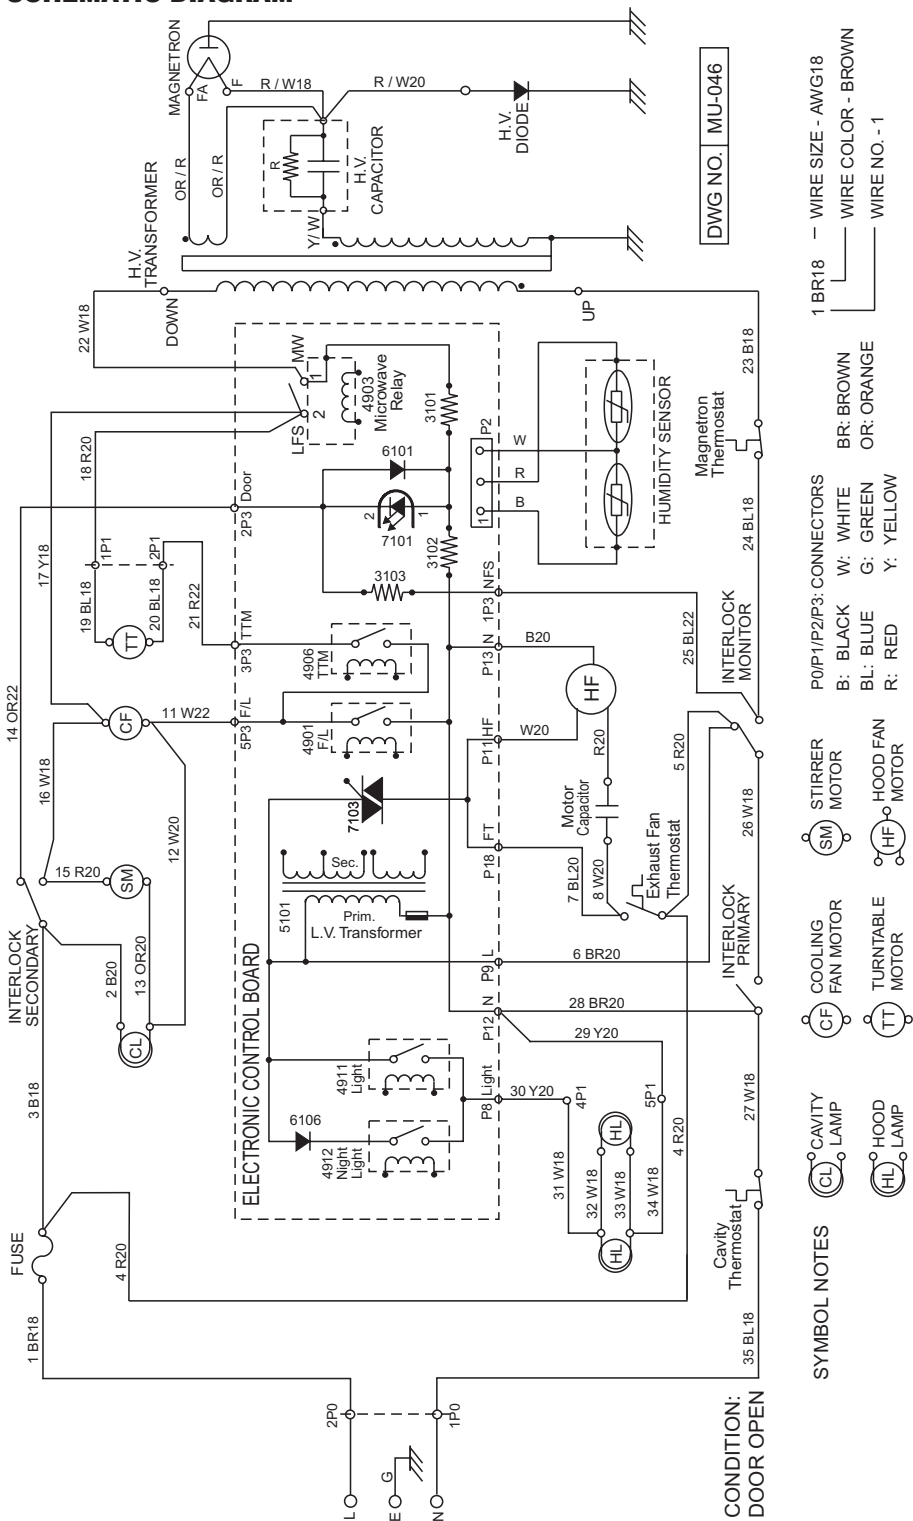 SCHEMATIC DIAGRAM
MAGNETRON
FA
F
R / W18
R / W20
OR / R
OR / R
H.V.
DIODE
R
H.V.
CAPACITOR
Y/ W
H.V.
TRANSFORMER
DOWN
UP
DWG NO. MU-046
1 BR18 — WIRE SIZE - AWG18
WIRE COLOR - BROWN
WIRE NO. - 1
22 W18
MW
1
2
LFS
4903
Microwave
Relay
3101
18 R20
17 Y18
1P1
2P1
19 BL18
20 BL18
21 R22
TT
2P3 Door
6101
2
1
7101
3102
3103
1P3 NFS
P2
1
W
R
B
HUMIDITY SENSOR
23 B18
Magnetron
Thermostat
24 BL18
25 BL22
INTERLOCK
MONITOR
3P3 TTM
4906
TTM
P13 N
B20
14 OR22
CF
11 W22
5P3 F/L
4901
F/L
P11 HF
W20
HF
R20
5 R20
16 W18
12 W20
7103
P18 FT
Motor
Capacitor
7 BL20
8 W20
Exhaust Fan
Thermostat
26 W18
15 R20
SM
13 OR20
2 B20
INTERLOCK
SECONDARY
CL
Sec.
5101
Prim.
L.V. Transformer
P9 L
6 BR20
INTERLOCK
PRIMARY
P12 N
28 BR20
29 Y20
ELECTRONIC CONTROL BOARD
3 B18
4911
Light
6106
4912
Night
Light
P8 Light
30 Y20
4P1
5P1
4 R20
31 W18
32 W18
33 W18
34 W18
HL
HL
27 W18
FUSE
4 R20
1 BR18
Cavity
Thermostat
35 BL18
2P0
1P0
L
E
N
G
CONDITION:
DOOR OPEN
SYMBOL NOTES
CL CAVITY
LAMP
HL HOOD
LAMP
CF COOLING
FAN MOTOR
TT TURNTABLE
MOTOR
SM STIRRER
MOTOR
HF HOOD FAN
MOTOR
P0/P1/P2/P3: CONNECTORS
B: BLACK W: WHITE BR: BROWN
BL: BLUE G: GREEN OR: ORANGE
R: RED Y: YELLOW